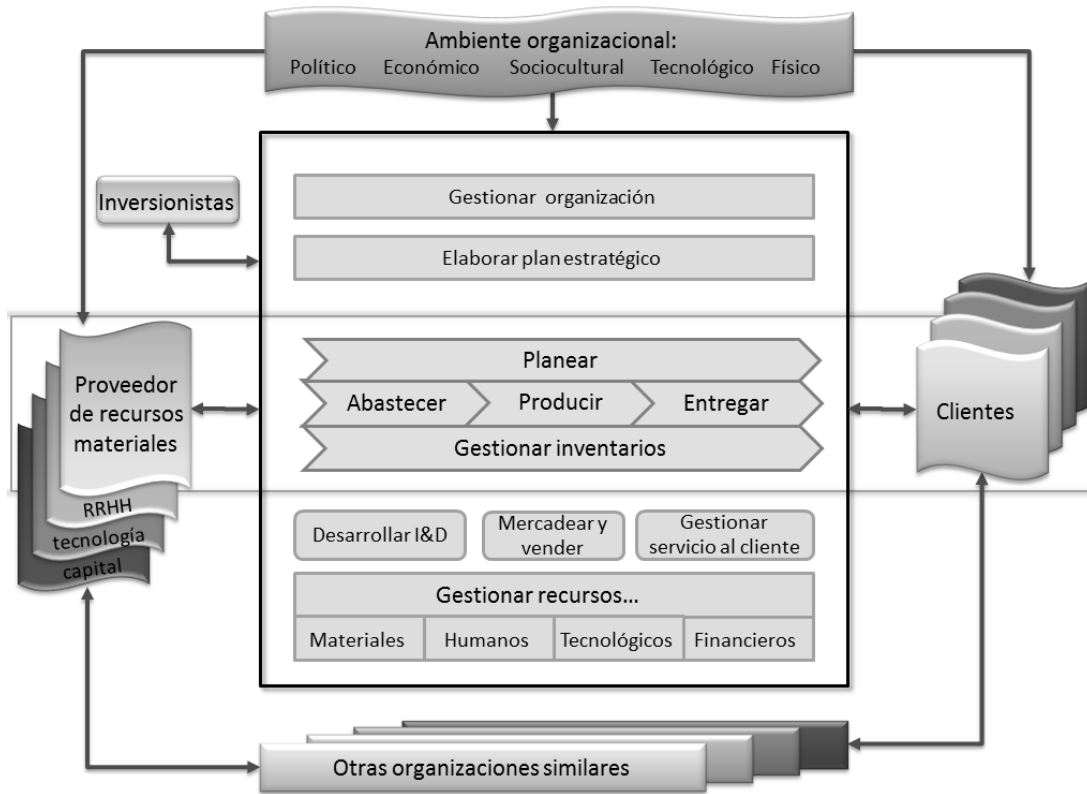 Ambiente organizacional:
Político Económico Sociocultural Tecnológico Físico
Inversionistas
Gestionar organización
Elaborar plan estratégico
Proveedor
de recursos
materiales
RRHH
tecnología
capital
Planear
Abastecer Producir Entregar
Gestionar inventarios
Clientes
Desarrollar I&D
Mercadear y
vender
Gestionar
servicio al cliente
Gestionar recursos...
Materiales Humanos Tecnológicos Financieros
Otras organizaciones similares